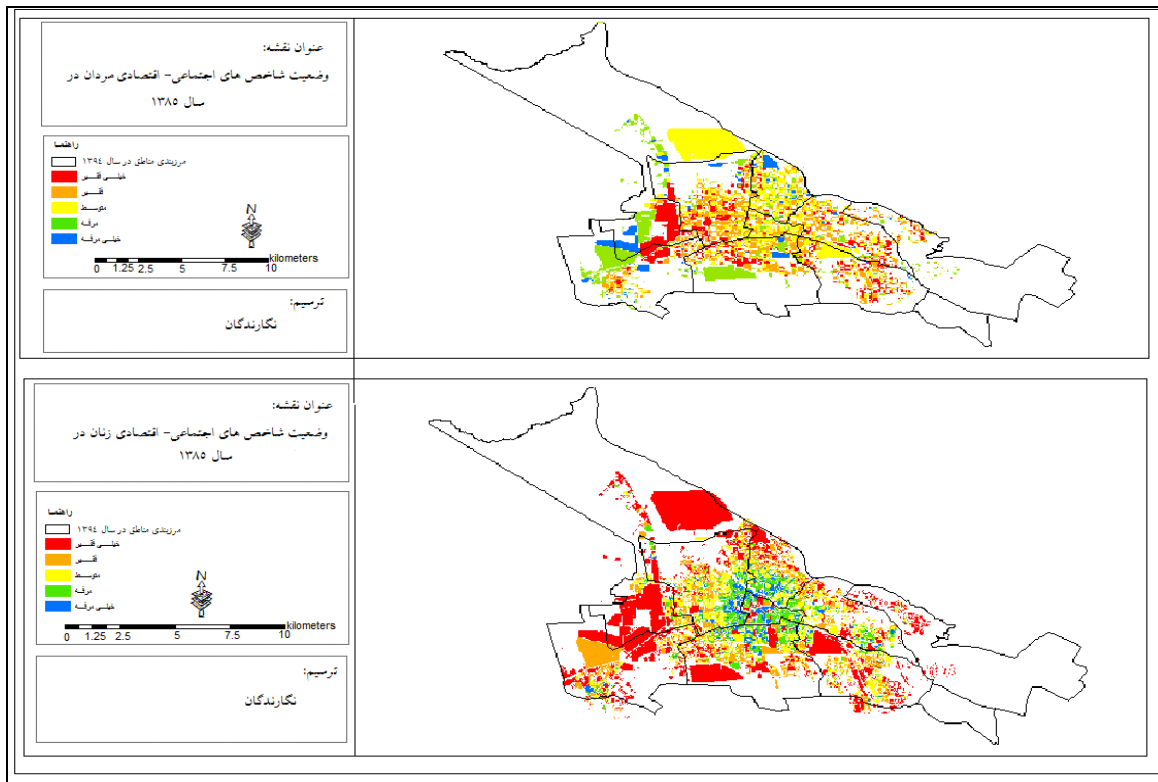 عنوان نقشه:
وضعیت شاخص های اجتماعی- اقتصادی مردان در
سال ۱۳۸۵
راهنما
مرزبندی مناطق در سال ۱۳۹٤
خیلی فقیر
فقیر
متوسط
مرفه
خیلی مرفه
N
kilometers
0 1.25 2.5 5 7.5 10
ترسیم:
نگارندگان
عنوان نقشه:
وضعیت شاخص های اجتماعی- اقتصادی زنان در
سال ۱۳۸۵
راهنما
مرزبندی مناطق در سال ۱۳۹٤
خیلی فقیر
فقیر
متوسط
مرفه
خیلی مرفه
N
kilometers
0 1.25 2.5 5 7.5 10
ترسیم:
نگارندگان